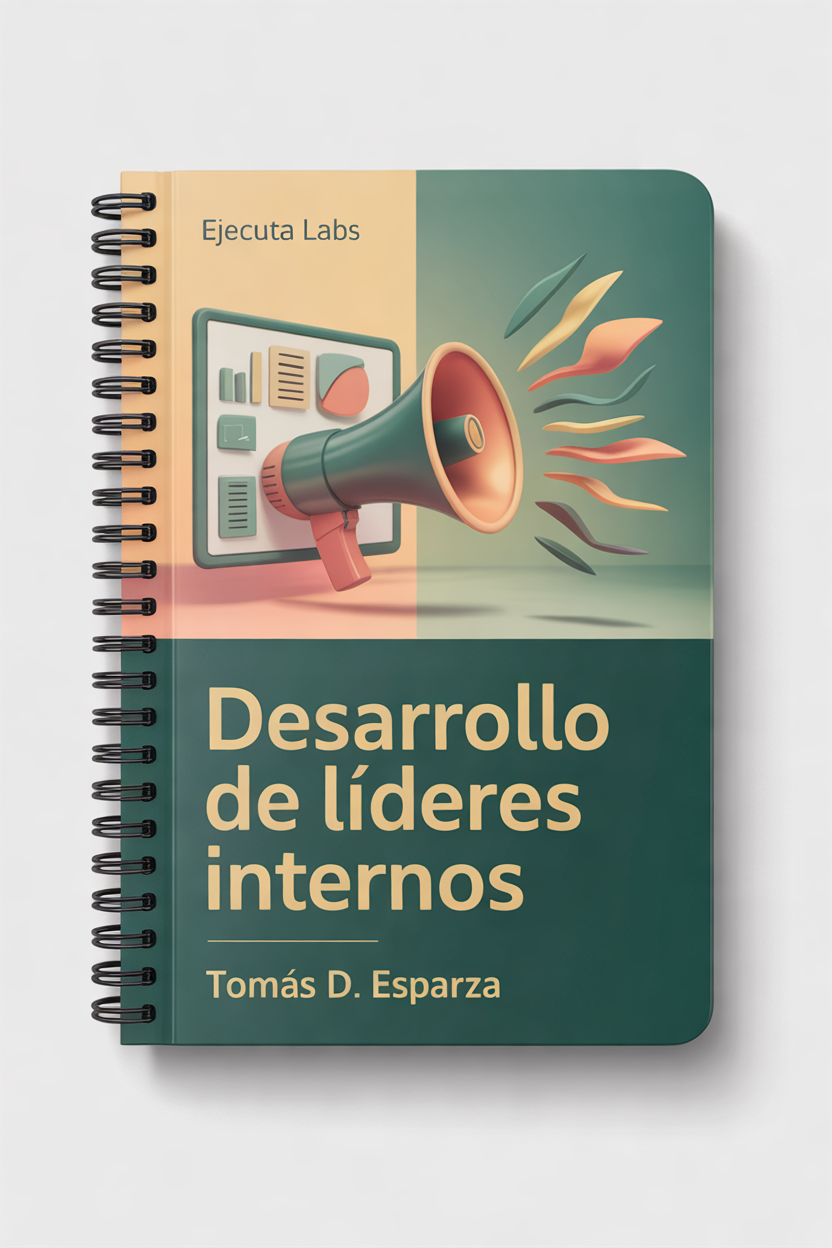 Ejecuta Labs
Desarrollo
de líderes
internos
Tomás D. Esparza